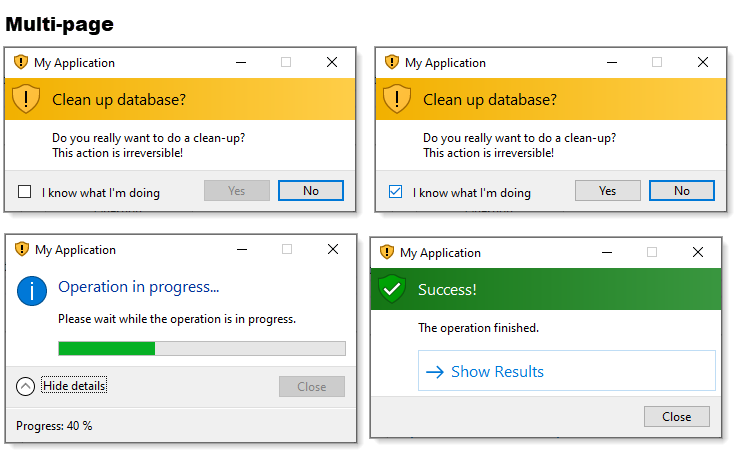 Multi-page
My Application
Clean up database?
Do you really want to do a clean-up?
This action is irreversible!
I know what I'm doing
Yes
No
My Application
Clean up database?
Do you really want to do a clean-up?
This action is irreversible!
I know what I'm doing
Yes
No
My Application
Operation in progress...
Please wait while the operation is in progress.
Hide details
Close
Progress: 40 %
My Application
Success!
The operation finished.
Show Results
Close